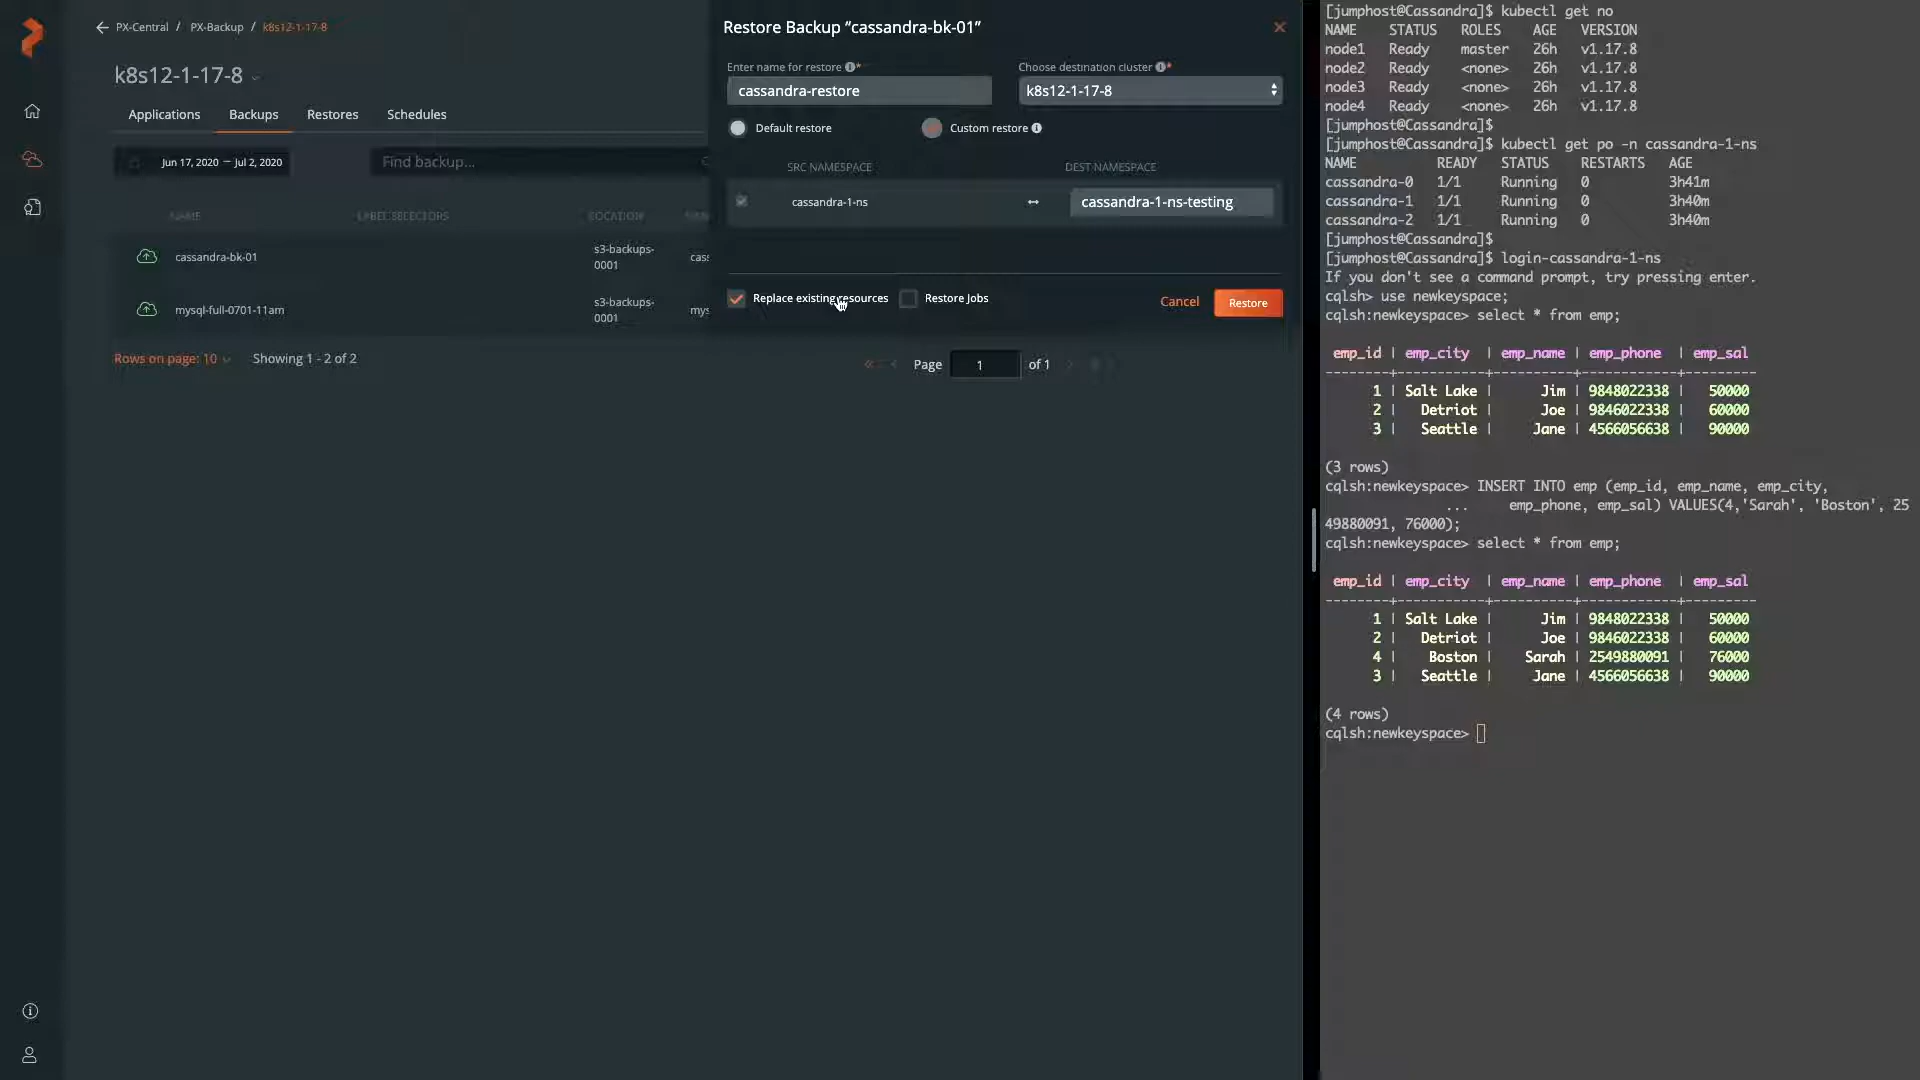 PX-Central / PX-Backup / k8s12-1-17-8
k8s12-1-17-8
Applications Backups Restores Schedules
Jun 17, 2020 – Jul 2, 2020 Find backup...
NAME LABEL SELECTORS LOCATION
cassandra-bk-01 s3-backups-0001 cass
mysql-full-0701-11am s3-backups-0001 mys
Rows on page: 10 Showing 1 - 2 of 2 Page 1 of 1
Restore Backup “cassandra-bk-01”
Enter name for restore * Choose destination cluster *
cassandra-restore k8s12-1-17-8
Default restore Custom restore
SRC NAMESPACE DEST NAMESPACE
cassandra-1-ns cassandra-1-ns-testing
Replace existing resources Restore Jobs Cancel Restore
[jumphost@Cassandra]$ kubectl get no
NAME STATUS ROLES AGE VERSION
node1 Ready master 26h v1.17.8
node2 Ready <none> 26h v1.17.8
node3 Ready <none> 26h v1.17.8
node4 Ready <none> 26h v1.17.8
[jumphost@Cassandra]$
[jumphost@Cassandra]$ kubectl get po -n cassandra-1-ns
NAME READY STATUS RESTARTS AGE
cassandra-0 1/1 Running 0 3h41m
cassandra-1 1/1 Running 0 3h40m
cassandra-2 1/1 Running 0 3h40m
[jumphost@Cassandra]$
[jumphost@Cassandra]$ login-cassandra-1-ns
If you don't see a command prompt, try pressing enter.
cqlsh> use newkeyspace;
cqlsh:newkeyspace> select * from emp;
emp_id | emp_city | emp_name | emp_phone | emp_sal
--------+-----------+----------+------------+---------
1 | Salt Lake | Jim | 9848022338 | 50000
2 | Detriot | Joe | 9846022338 | 60000
3 | Seattle | Jane | 4566056638 | 90000
(3 rows)
cqlsh:newkeyspace> INSERT INTO emp (emp_id, emp_name, emp_city,
... emp_phone, emp_sal) VALUES(4,'Sarah', 'Boston', 25
49880091, 76000);
cqlsh:newkeyspace> select * from emp;
emp_id | emp_city | emp_name | emp_phone | emp_sal
--------+-----------+----------+------------+---------
1 | Salt Lake | Jim | 9848022338 | 50000
2 | Detriot | Joe | 9846022338 | 60000
4 | Boston | Sarah | 2549880091 | 76000
3 | Seattle | Jane | 4566056638 | 90000
(4 rows)
cqlsh:newkeyspace>